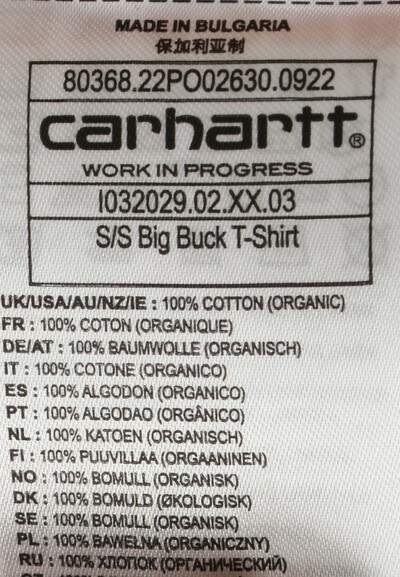 MADE IN BULGARIA
保加利亚制
80368.22PO02630.0922
carhartt®
WORK IN PROGRESS
I032029.02.XX.03
S/S Big Buck T-Shirt
UK/USA/AU/NZ/IE : 100% COTTON (ORGANIC)
FR : 100% COTON (ORGANIQUE)
DE/AT : 100% BAUMWOLLE (ORGANISCH)
IT : 100% COTONE (ORGANICO)
ES : 100% ALGODON (ORGANICO)
PT : 100% ALGODAO (ORGÂNICO)
NL : 100% KATOEN (ORGANISCH)
FI : 100% PUUVILLAA (ORGAANINEN)
NO : 100% BOMULL (ORGANISK)
DK : 100% BOMULD (ØKOLOGISK)
SE : 100% BOMULL (ORGANISK)
PL : 100% BAWEŁNA (ORGANICZNY)
RU : 100% ХЛОПОК (ОРГАНИЧЕСКИЙ)